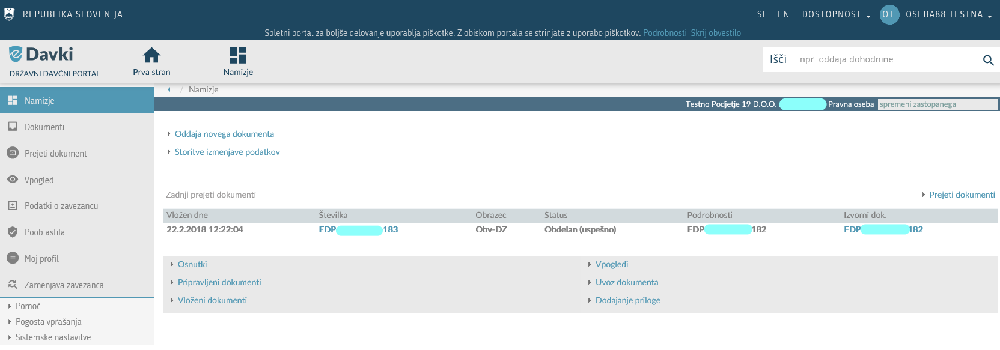 REPUBLIKA SLOVENIJA
SI EN DOSTOPNOST OT OSEBA88 TESTNA
Spletni portal za boljše delovanje uporablja piškotke. Z obiskom portala se strinjate z uporabo piškotkov. Podrobnosti Skrij obvestilo
e Davki
DRŽAVNI DAVČNI PORTAL
Prva stran
Namizje
Išči npr. oddaja dohodnine
/ Namizje
Testno Podjetje 19 D.O.O. Pravna oseba spremeni zastopanega
Namizje
Dokumenti
Prejeti dokumenti
Vpogledi
Podatki o zavezancu
Pooblastila
Moj profil
Zamenjava zavezanca
Pomoč
Pogosta vprašanja
Sistemske nastavitve
Oddaja novega dokumenta
Storitve izmenjave podatkov
Zadnji prejeti dokumenti
Prejeti dokumenti
Vložen dne Številka Obrazec Status Podrobnosti Izvorni dok.
22.2.2018 12:22:04 EDP 183 Obv-DZ Obdelan (uspešno) EDP 182 EDP 182
Osnutki
Pripravljeni dokumenti
Vloženi dokumenti
Vpogledi
Uvoz dokumenta
Dodajanje priloge